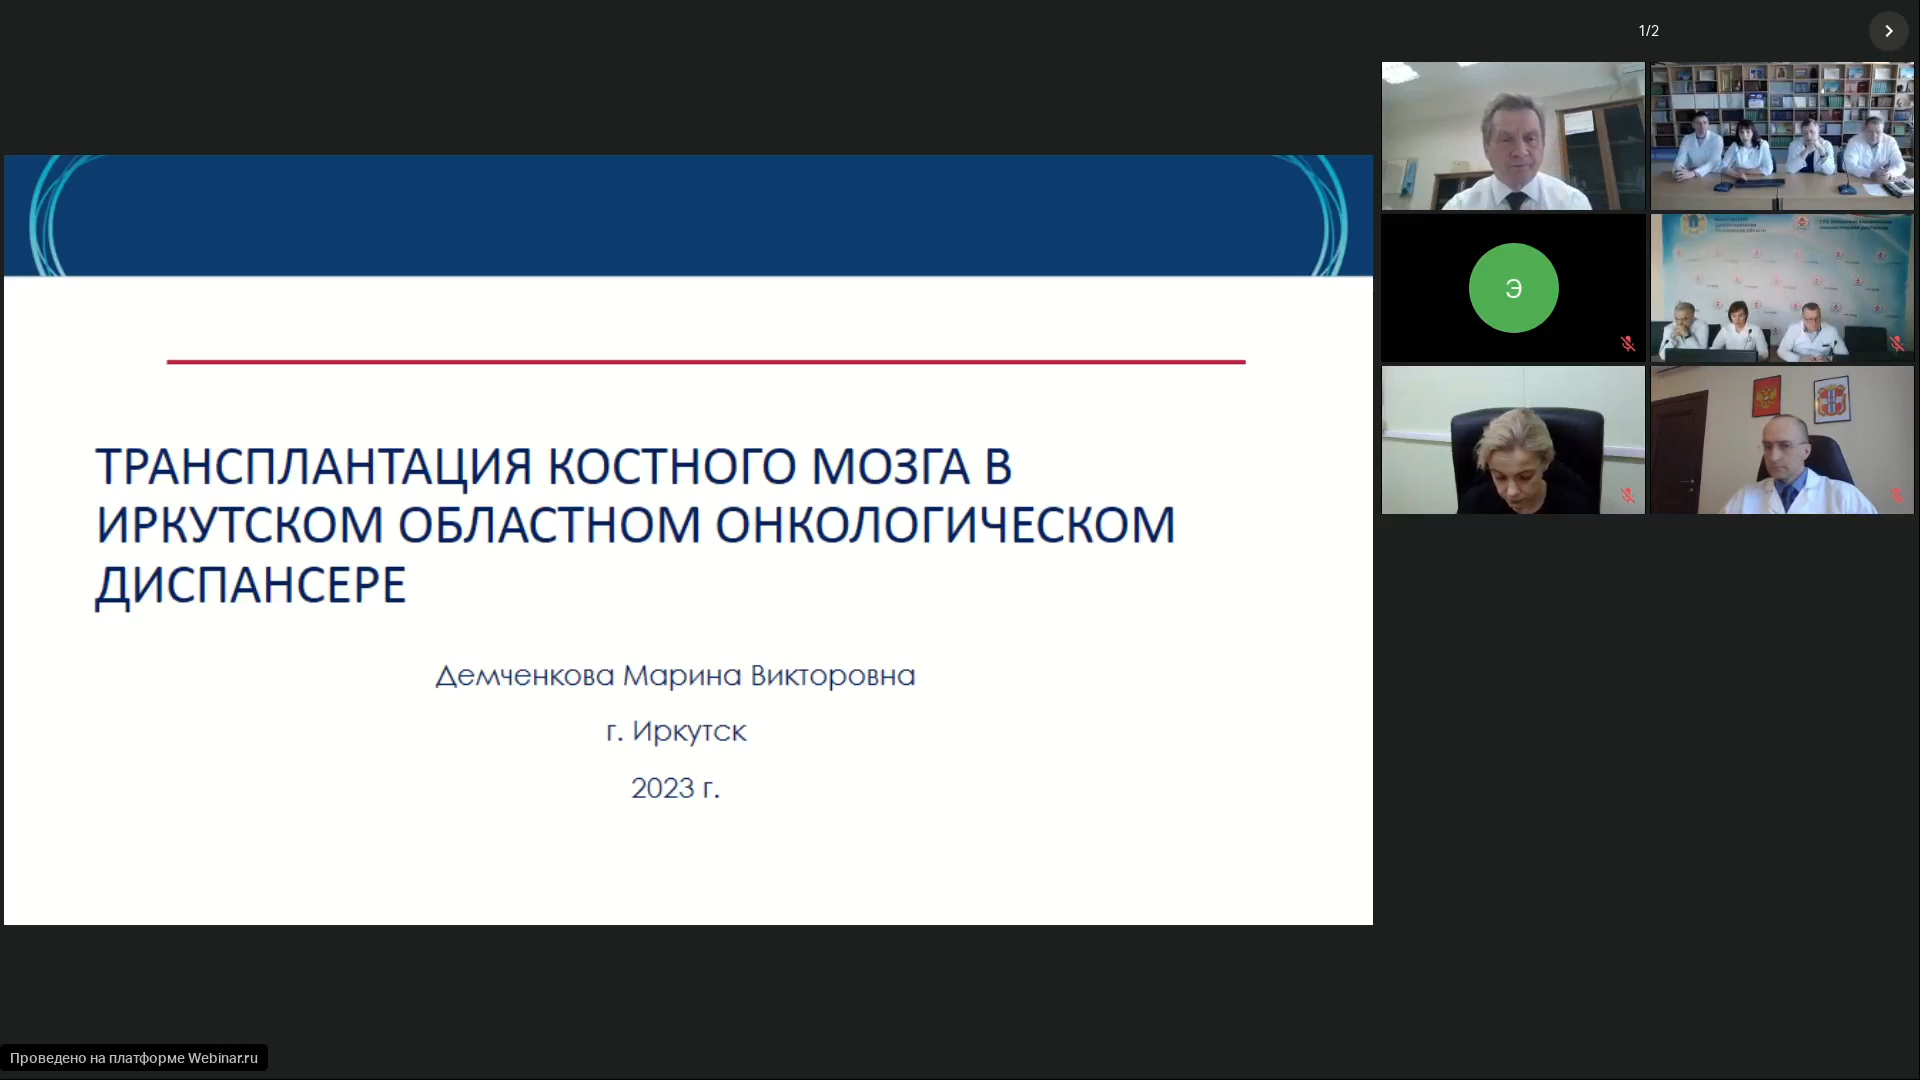 1/2
ТРАНСПЛАНТАЦИЯ КОСТНОГО МОЗГА В
ИРКУТСКОМ ОБЛАСТНОМ ОНКОЛОГИЧЕСКОМ
ДИСПАНСЕРЕ
Демченкова Марина Викторовна
г. Иркутск
2023 г.
Э
Проведено на платформе Webinar.ru